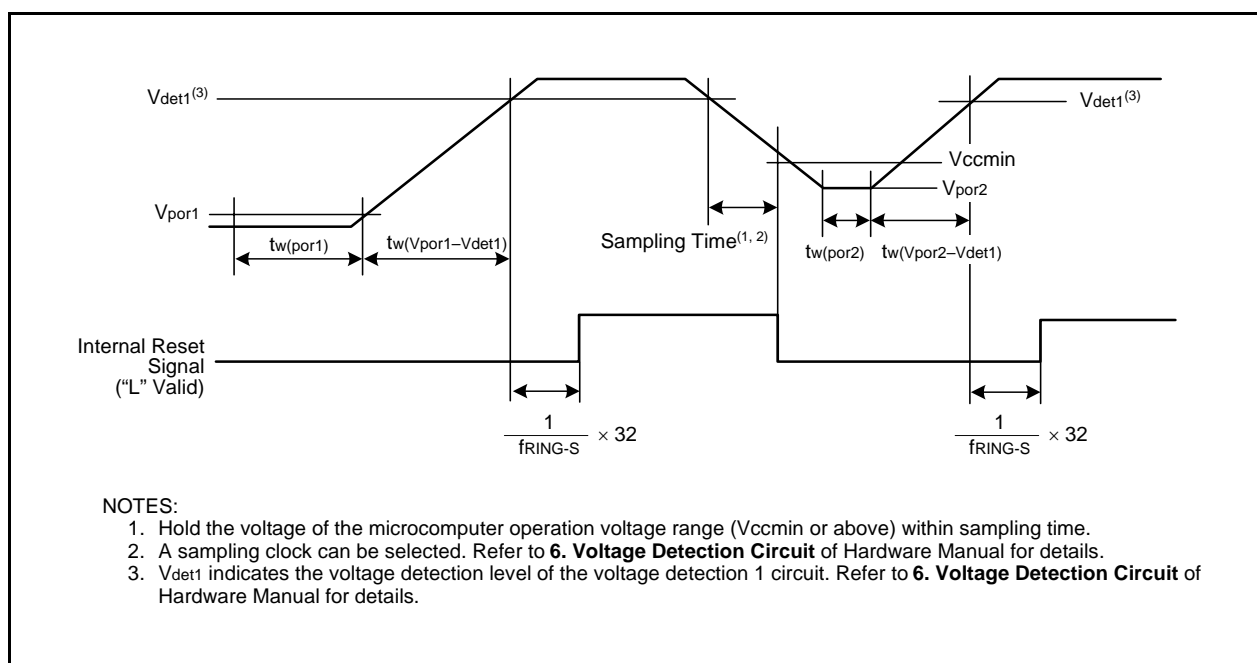 Vdet1(3)
Vdet1(3)
Vccmin
Vpor1
Vpor2
tw(por1)
tw(Vpor1–Vdet1)
Sampling Time(1, 2)
tw(por2)
tw(Vpor2–Vdet1)
Internal Reset
Signal
(“L” Valid)
1
fRING-S
× 32
1
fRING-S
× 32
NOTES:
1. Hold the voltage of the microcomputer operation voltage range (Vccmin or above) within sampling time.
2. A sampling clock can be selected. Refer to 6. Voltage Detection Circuit of Hardware Manual for details.
3. Vdet1 indicates the voltage detection level of the voltage detection 1 circuit. Refer to 6. Voltage Detection Circuit of
Hardware Manual for details.